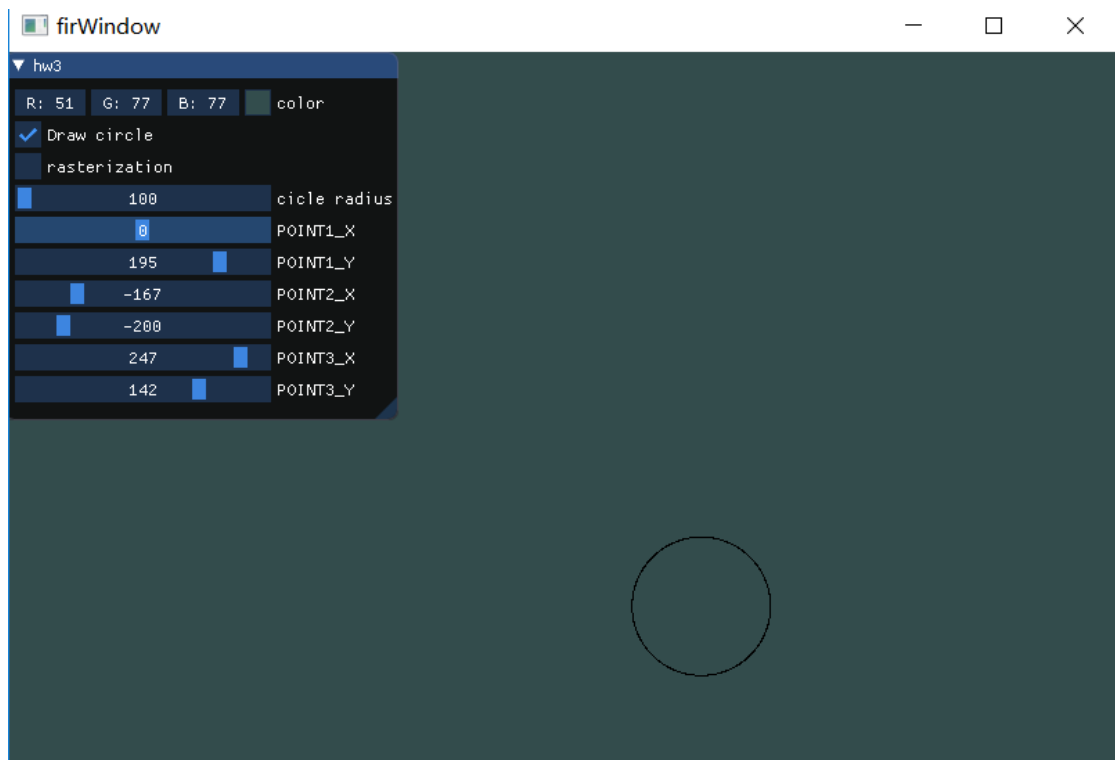 firWindow
hw3
R: 51 G: 77 B: 77 color
Draw circle
rasterization
100 cicle radius
0 POINT1_X
195 POINT1_Y
-167 POINT2_X
-200 POINT2_Y
247 POINT3_X
142 POINT3_Y